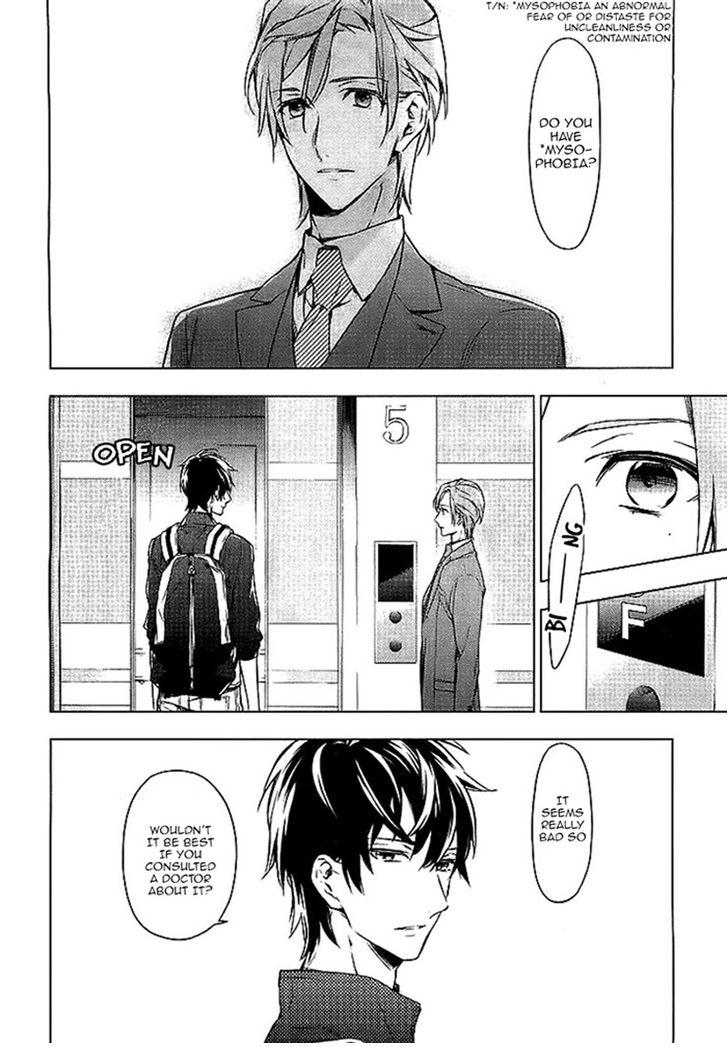 T/N: *MYSOPHOBIA AN ABNORMAL
FEAR OF OR DISTASTE FOR
UNCLEANLINESS OR
CONTAMINATION
DO YOU
HAVE
*MYSO-
PHOBIA?
BI — NG
F
5
OPEN
IT
SEEMS
REALLY
BAD SO
WOULDN'T
IT BE BEST
IF YOU
CONSULTED
A DOCTOR
ABOUT IT?